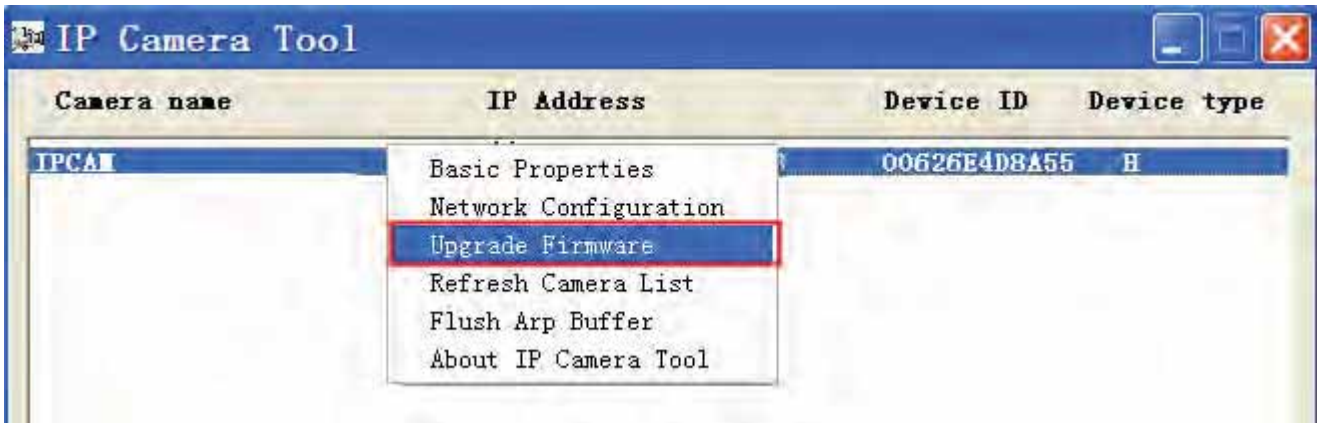 IP Camera Tool
Camera name IP Address Device ID Device type
IPCAM 00626E4D8A55 H
Basic Properties
Network Configuration
Upgrade Firmware
Refresh Camera List
Flush Arp Buffer
About IP Camera Tool